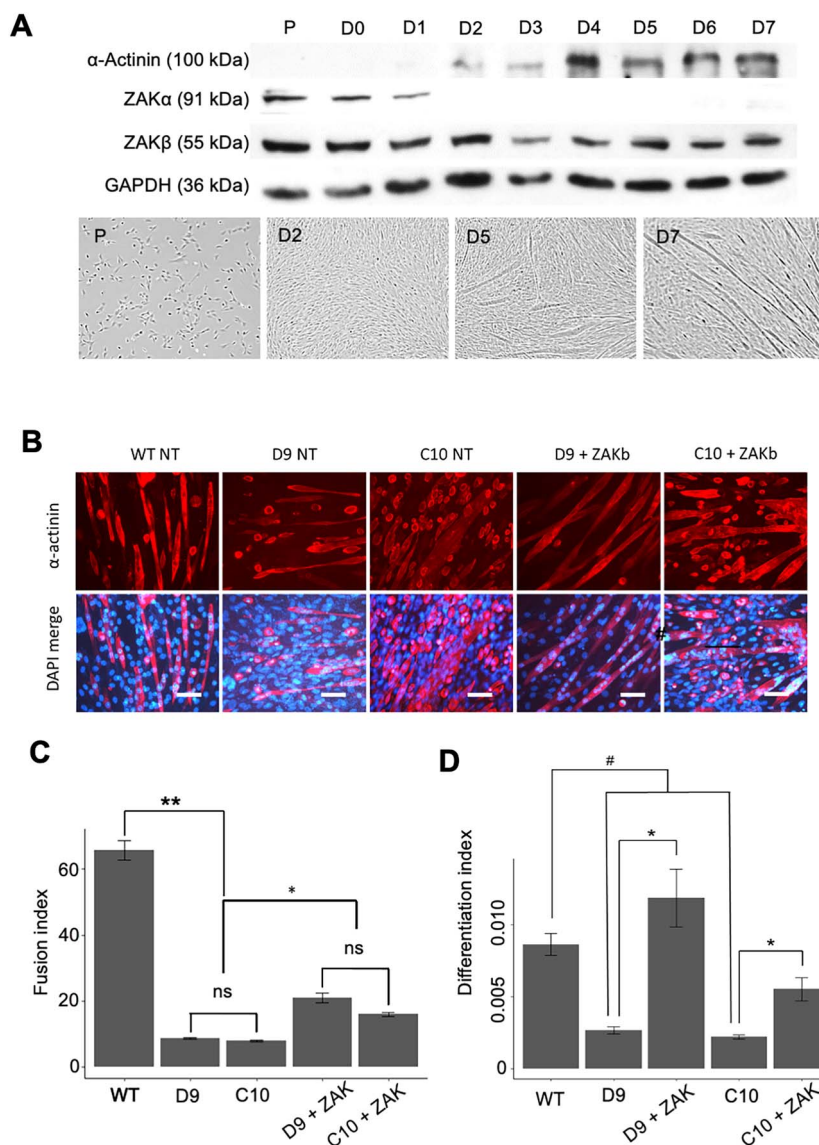 A
P D0 D1 D2 D3 D4 D5 D6 D7
α-Actinin (100 kDa)
ZAKα (91 kDa)
ZAKβ (55 kDa)
GAPDH (36 kDa)
P D2 D5 D7
B
WT NT D9 NT C10 NT D9 + ZAKb C10 + ZAKb
α-actinin
DAPI merge
#
C
Fusion index
60
40
20
0
**
*
ns
ns
WT D9 C10 D9 + ZAK C10 + ZAK
D
Differentiation index
0.010
0.005
0
#
*
*
WT D9 D9 + ZAK C10 C10 + ZAK